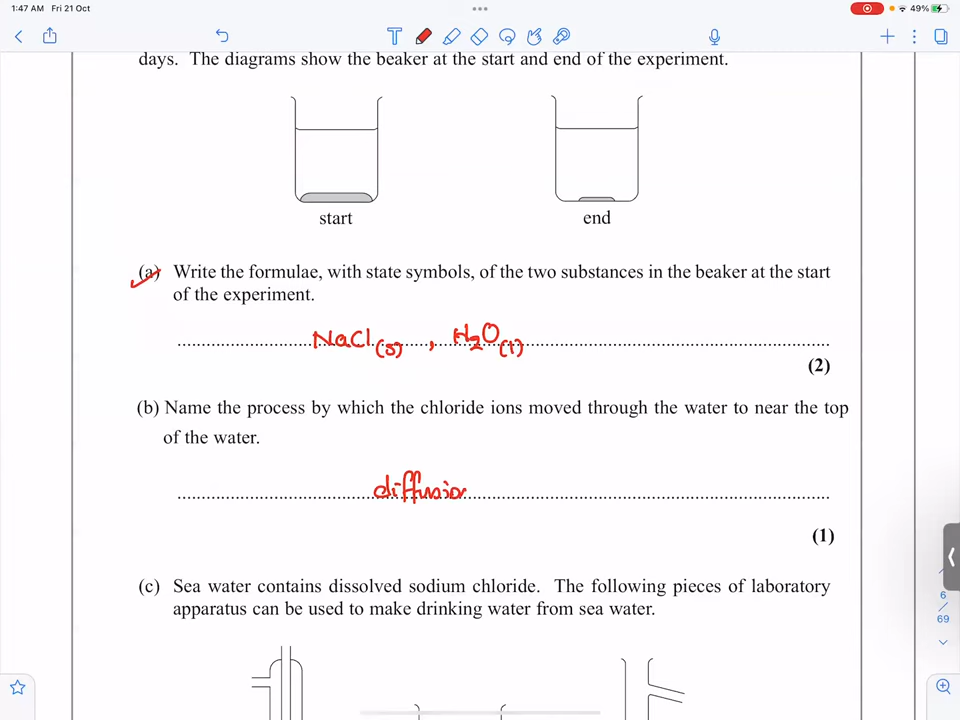 1:47 AM Fri 21 Oct
49%
days. The diagrams show the beaker at the start and end of the experiment.
start
end
(a) Write the formulae, with state symbols, of the two substances in the beaker at the start
of the experiment.
NaCl(s) , H₂O(l)
(2)
(b) Name the process by which the chloride ions moved through the water to near the top
of the water.
diffusion
(1)
(c) Sea water contains dissolved sodium chloride. The following pieces of laboratory
apparatus can be used to make drinking water from sea water.
6
/
69